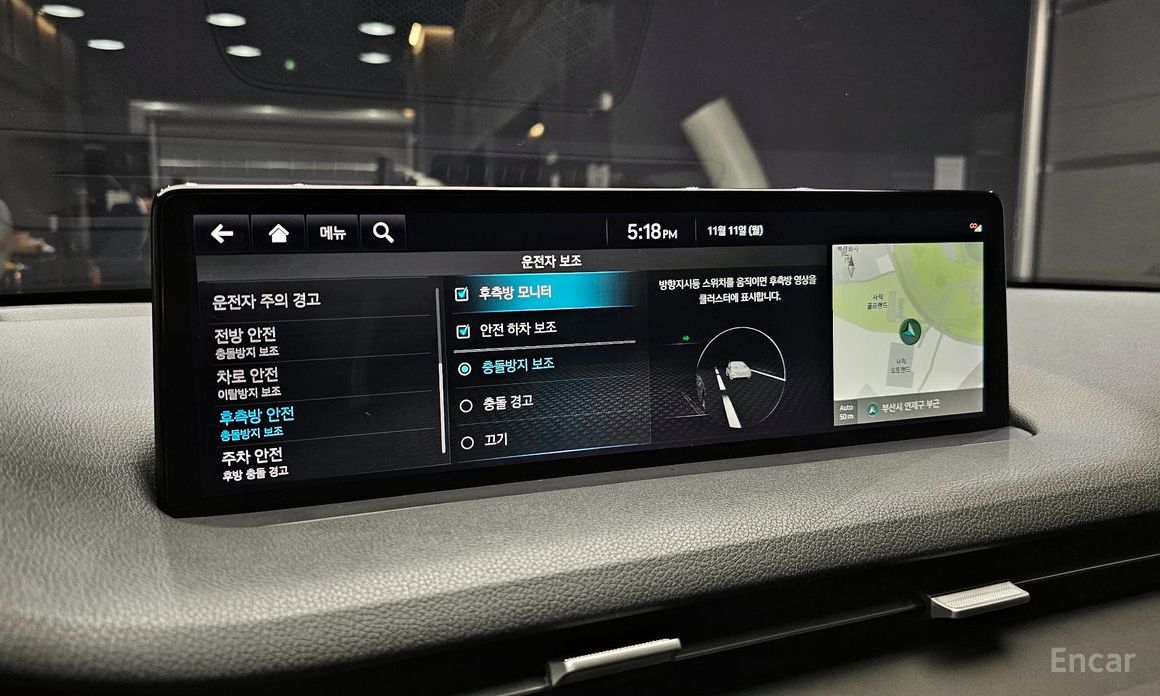 메뉴
5:18 PM
11월 11일 (월)
운전자 보조
운전자 주의 경고
전방 안전
충돌방지 보조
차로 안전
이탈방지 보조
후측방 안전
충돌방지 보조
주차 안전
후방 충돌 경고
후측방 모니터
안전 하차 보조
충돌방지 보조
충돌 경고
끄기
방향지시등 스위치를 움직이면 후측방 영상을
클러스터에 표시합니다.
사직
골프랜드
사직
오토랜드
Auto
50m
부산시 연제구 부근
Encar